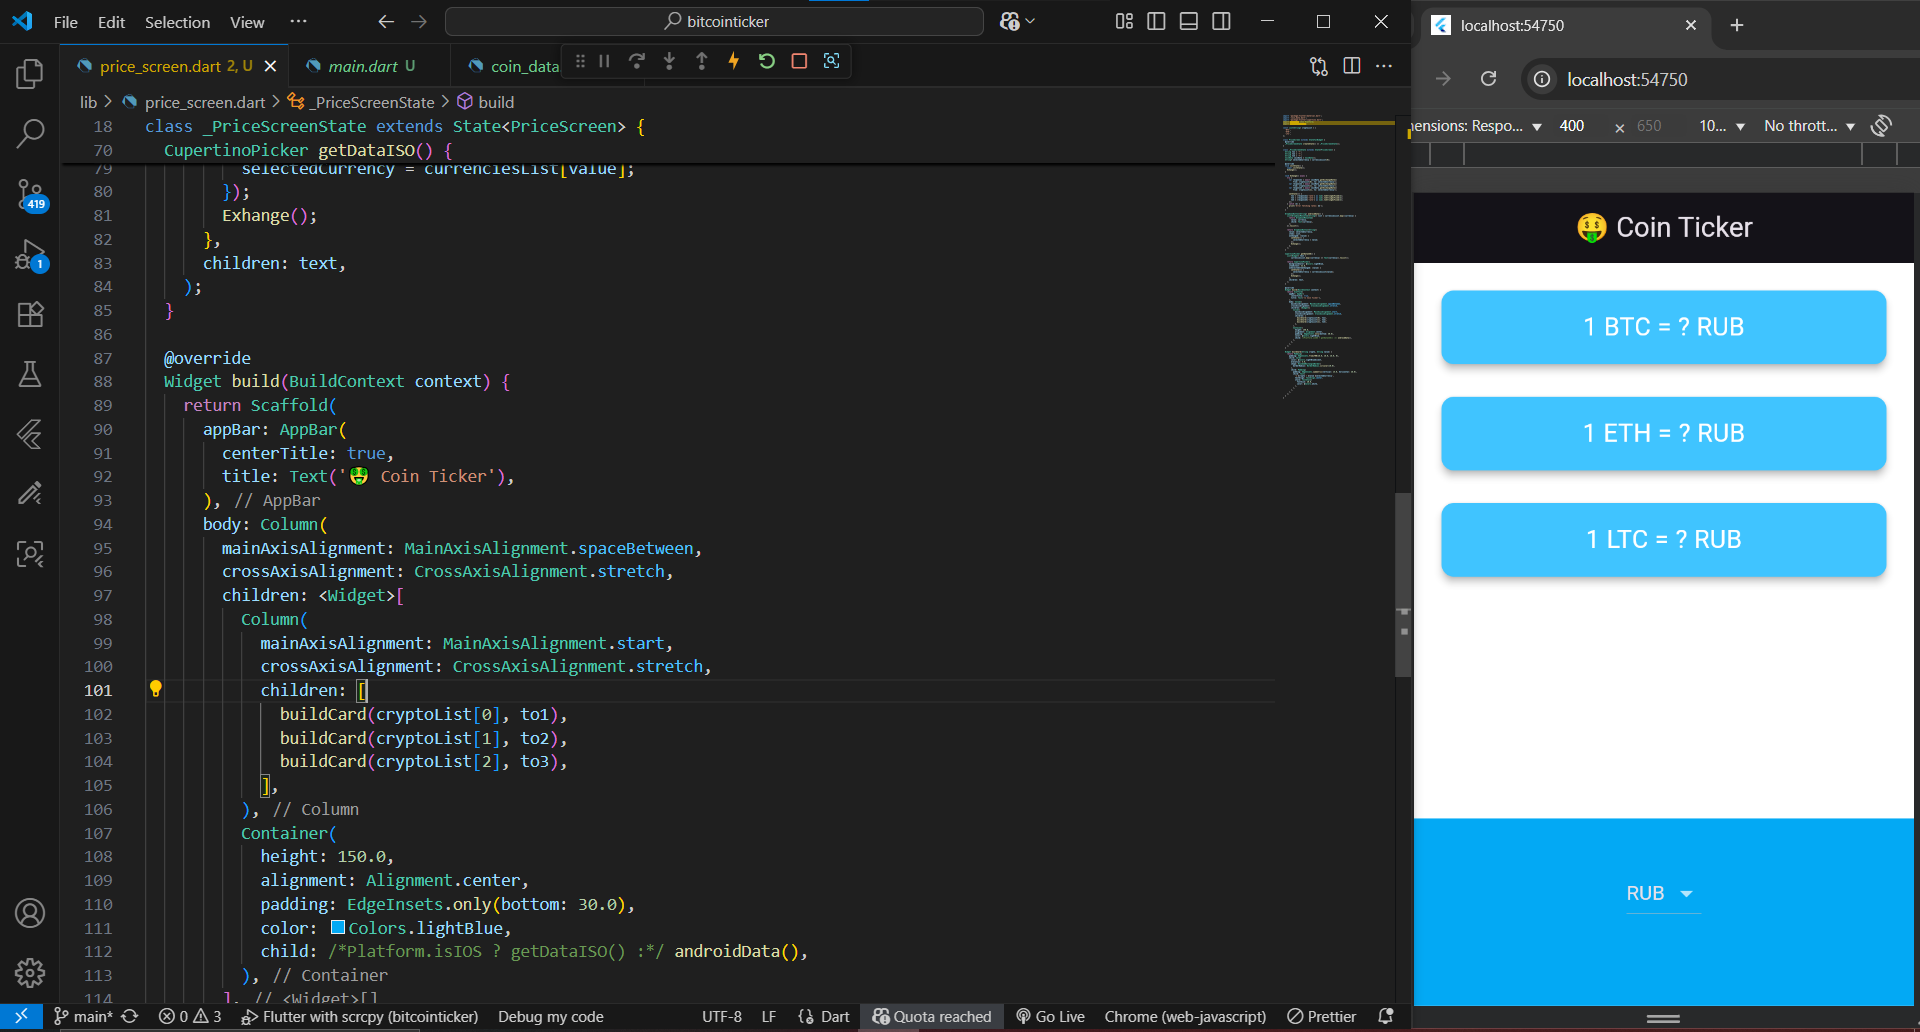 File Edit Selection View ··· bitcointicker
price_screen.dart 2, U main.dart U coin_data
lib > price_screen.dart > _PriceScreenState > build
18 class _PriceScreenState extends State<PriceScreen> {
70 CupertinoPicker getDataISO() {
79 selectedCurrency = currenciesList[value];
80 });
81 Exhange();
82 },
83 children: text,
84 );
85 }
86
87 @override
88 Widget build(BuildContext context) {
89 return Scaffold(
90 appBar: AppBar(
91 centerTitle: true,
92 title: Text('🤑 Coin Ticker'),
93 ), // AppBar
94 body: Column(
95 mainAxisAlignment: MainAxisAlignment.spaceBetween,
96 crossAxisAlignment: CrossAxisAlignment.stretch,
97 children: <Widget>[
98 Column(
99 mainAxisAlignment: MainAxisAlignment.start,
100 crossAxisAlignment: CrossAxisAlignment.stretch,
101 children: [
102 buildCard(cryptoList[0], to1),
103 buildCard(cryptoList[1], to2),
104 buildCard(cryptoList[2], to3),
105 ],
106 ), // Column
107 Container(
108 height: 150.0,
109 alignment: Alignment.center,
110 padding: EdgeInsets.only(bottom: 30.0),
111 color: Colors.lightBlue,
112 child: /*Platform.isIOS ? getDataISO() :*/ androidData(),
113 ), // Container
114 ], // <Widget>[]
419
1
main* 0 3 Flutter with scrcpy (bitcointicker) Debug my code UTF-8 LF {} Dart Quota reached Go Live Chrome (web-javascript) Prettier
localhost:54750
localhost:54750
ensions: Respo... 400 × 650 10... No thrott...
🤑 Coin Ticker
1 BTC = ? RUB
1 ETH = ? RUB
1 LTC = ? RUB
RUB